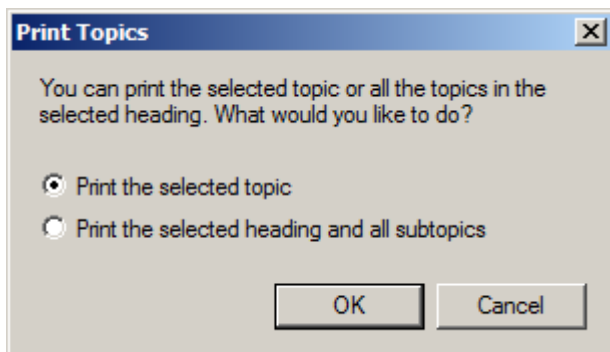 Print Topics
You can print the selected topic or all the topics in the
selected heading. What would you like to do?
Print the selected topic
Print the selected heading and all subtopics
OK Cancel